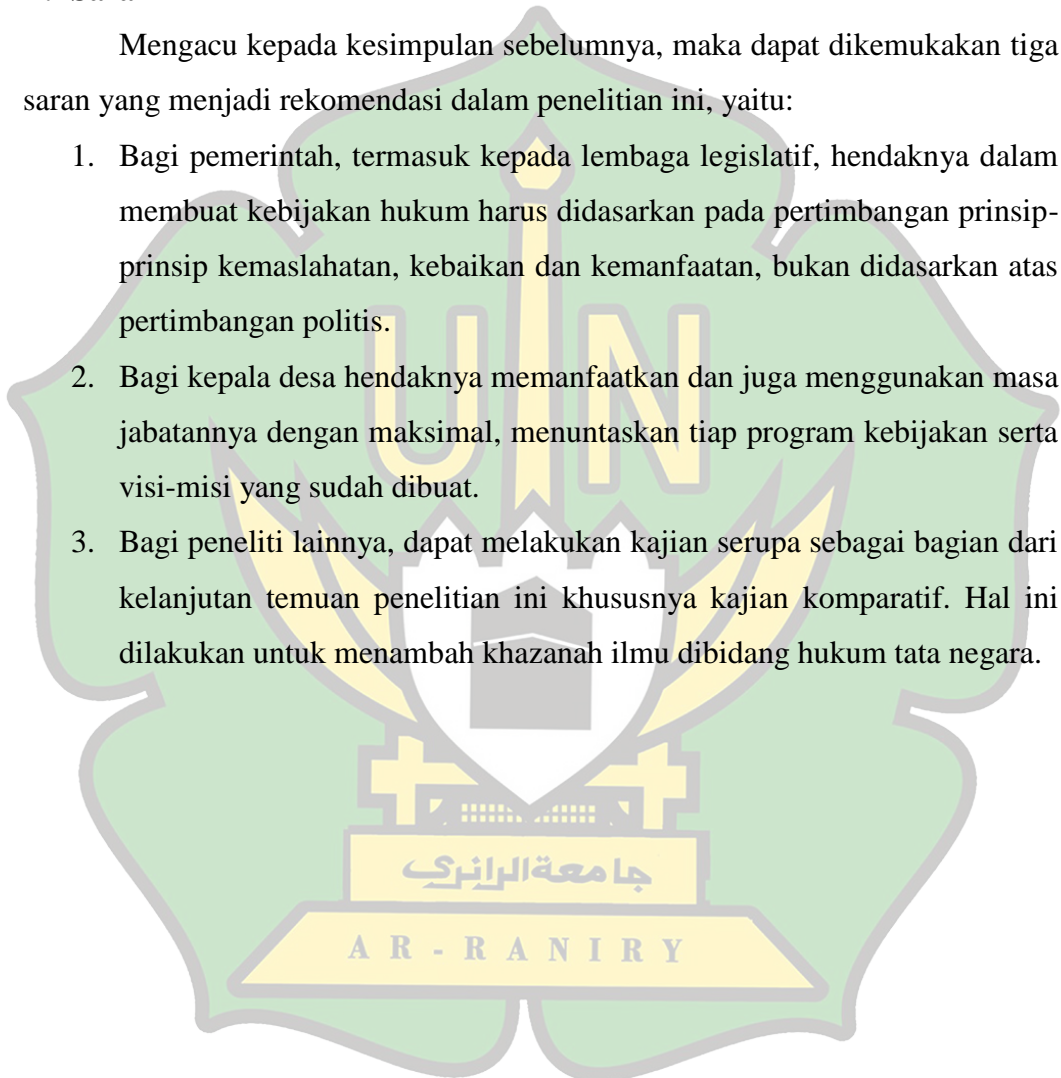 Mengacu kepada kesimpulan sebelumnya, maka dapat dikemukakan tiga
saran yang menjadi rekomendasi dalam penelitian ini, yaitu:
1. Bagi pemerintah, termasuk kepada lembaga legislatif, hendaknya dalam
membuat kebijakan hukum harus didasarkan pada pertimbangan prinsip-
prinsip kemaslahatan, kebaikan dan kemanfaatan, bukan didasarkan atas
pertimbangan politis.
2. Bagi kepala desa hendaknya memanfaatkan dan juga menggunakan masa
jabatannya dengan maksimal, menuntaskan tiap program kebijakan serta
visi-misi yang sudah dibuat.
3. Bagi peneliti lainnya, dapat melakukan kajian serupa sebagai bagian dari
kelanjutan temuan penelitian ini khususnya kajian komparatif. Hal ini
dilakukan untuk menambah khazanah ilmu dibidang hukum tata negara.
UIN
جامعةالرانري
AR-RANIRY